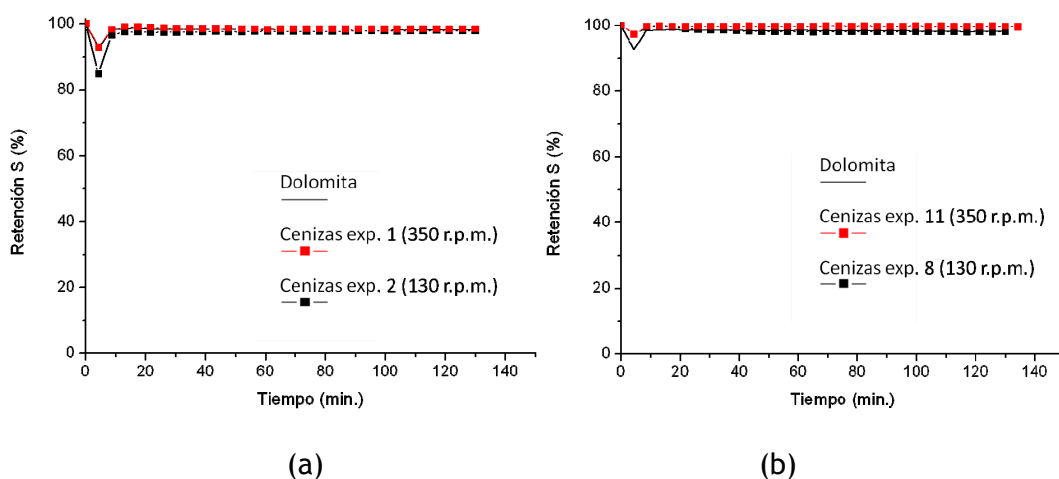 100
80
60
40
20
0
Retención S (%)
Dolomita
Cenizas exp. 1 (350 r.p.m.)
Cenizas exp. 2 (130 r.p.m.)
0 20 40 60 80 100 120 140
Tiempo (min.)
(a)
100
80
60
40
20
0
Retención S (%)
Dolomita
Cenizas exp. 11 (350 r.p.m.)
Cenizas exp. 8 (130 r.p.m.)
0 20 40 60 80 100 120 140
Tiempo (min.)
(b)